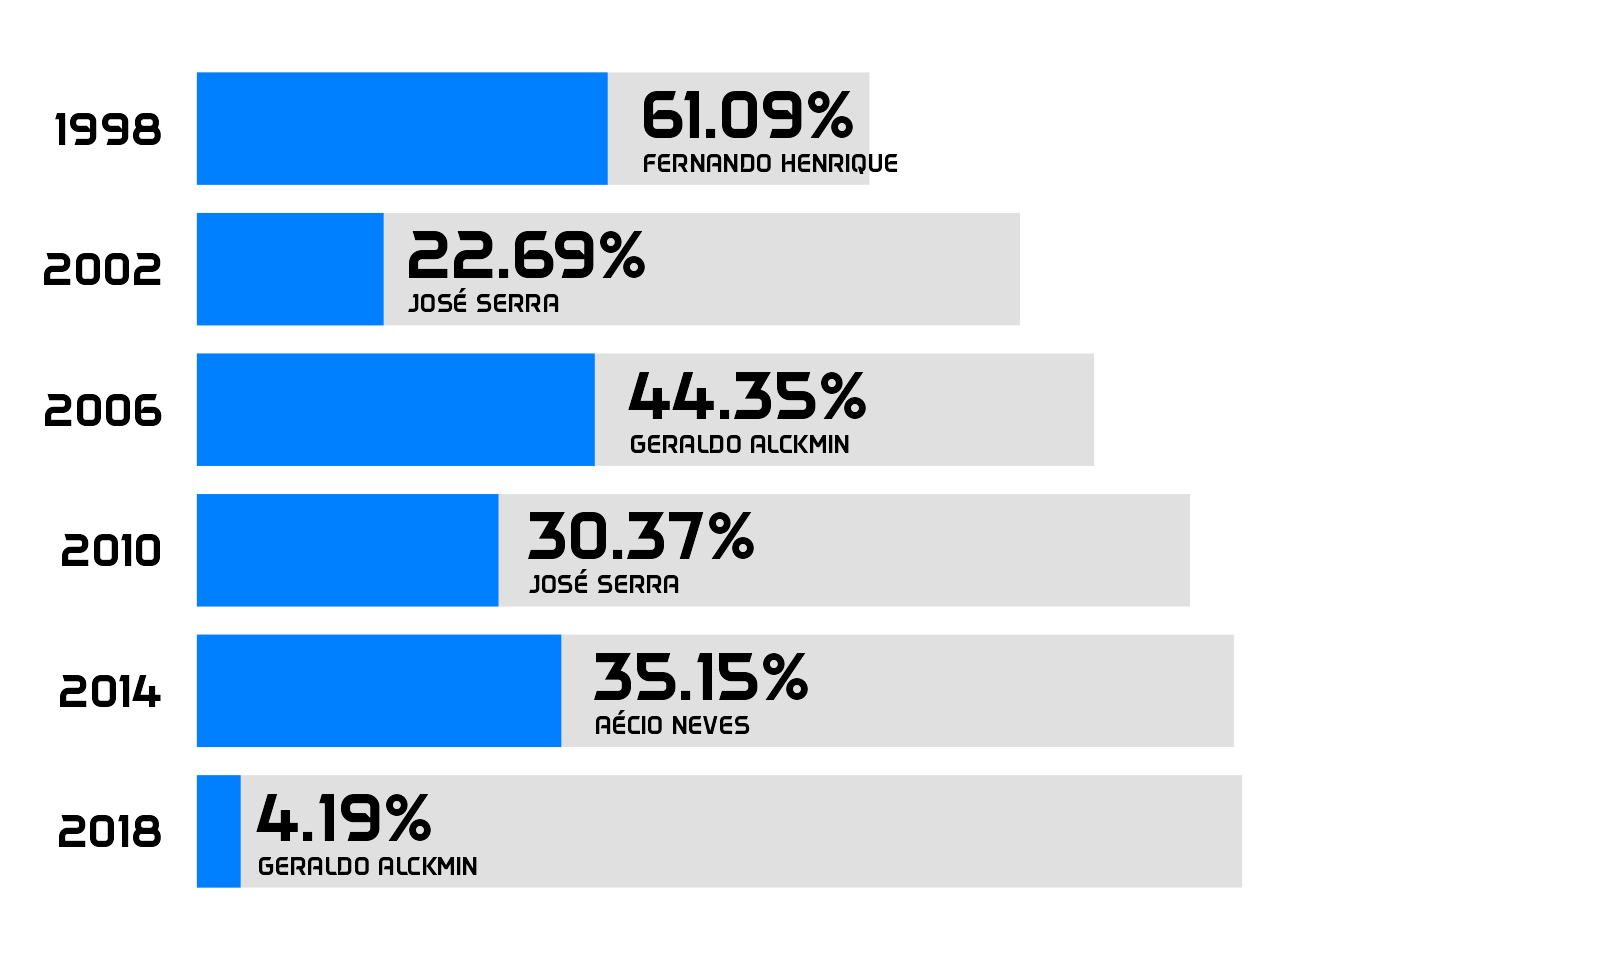 1998
61.09%
FERNANDO HENRIQUE
2002
22.69%
JOSÉ SERRA
2006
44.35%
GERALDO ALCKMIN
2010
30.37%
JOSÉ SERRA
2014
35.15%
AÉCIO NEVES
2018
4.19%
GERALDO ALCKMIN